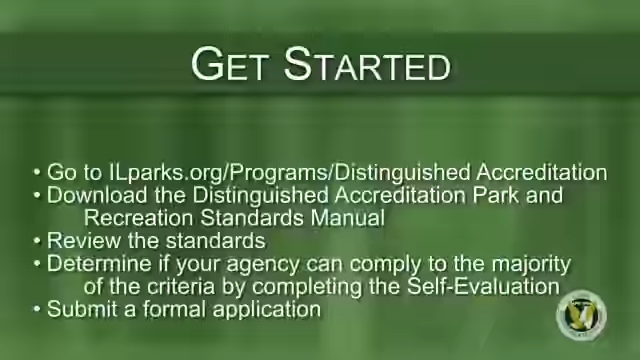 GET STARTED
• Go to ILparks.org/Programs/Distinguished Accreditation
• Download the Distinguished Accreditation Park and
Recreation Standards Manual
• Review the standards
• Determine if your agency can comply to the majority
of the criteria by completing the Self-Evaluation
• Submit a formal application